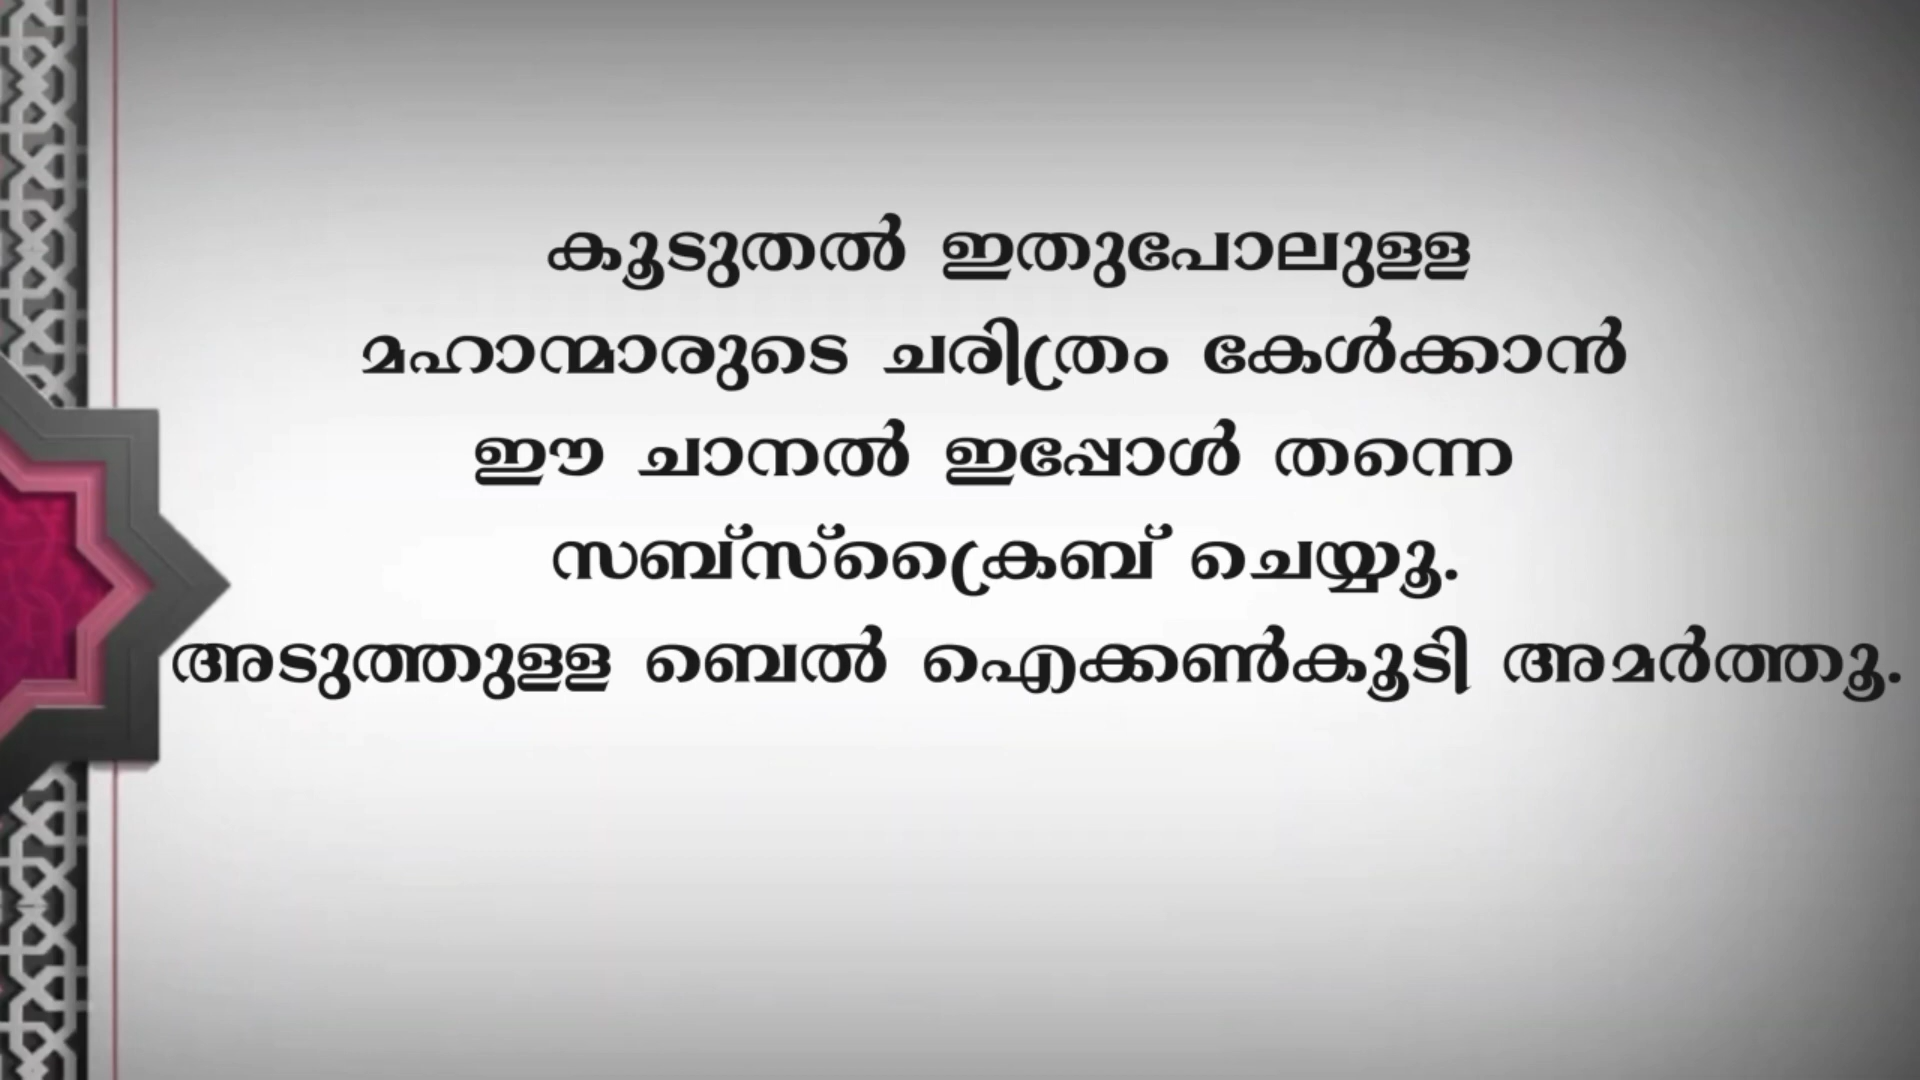 കൂടുതൽ ഇതുപോലുള്ള
മഹാന്മാരുടെ ചരിത്രം കേൾക്കാൻ
ഈ ചാനൽ ഇപ്പോൾ തന്നെ
സബ്സ്ക്രൈബ് ചെയ്യൂ.
അടുത്തുള്ള ബെൽ ഐക്കൺകൂടി അമർത്തൂ.